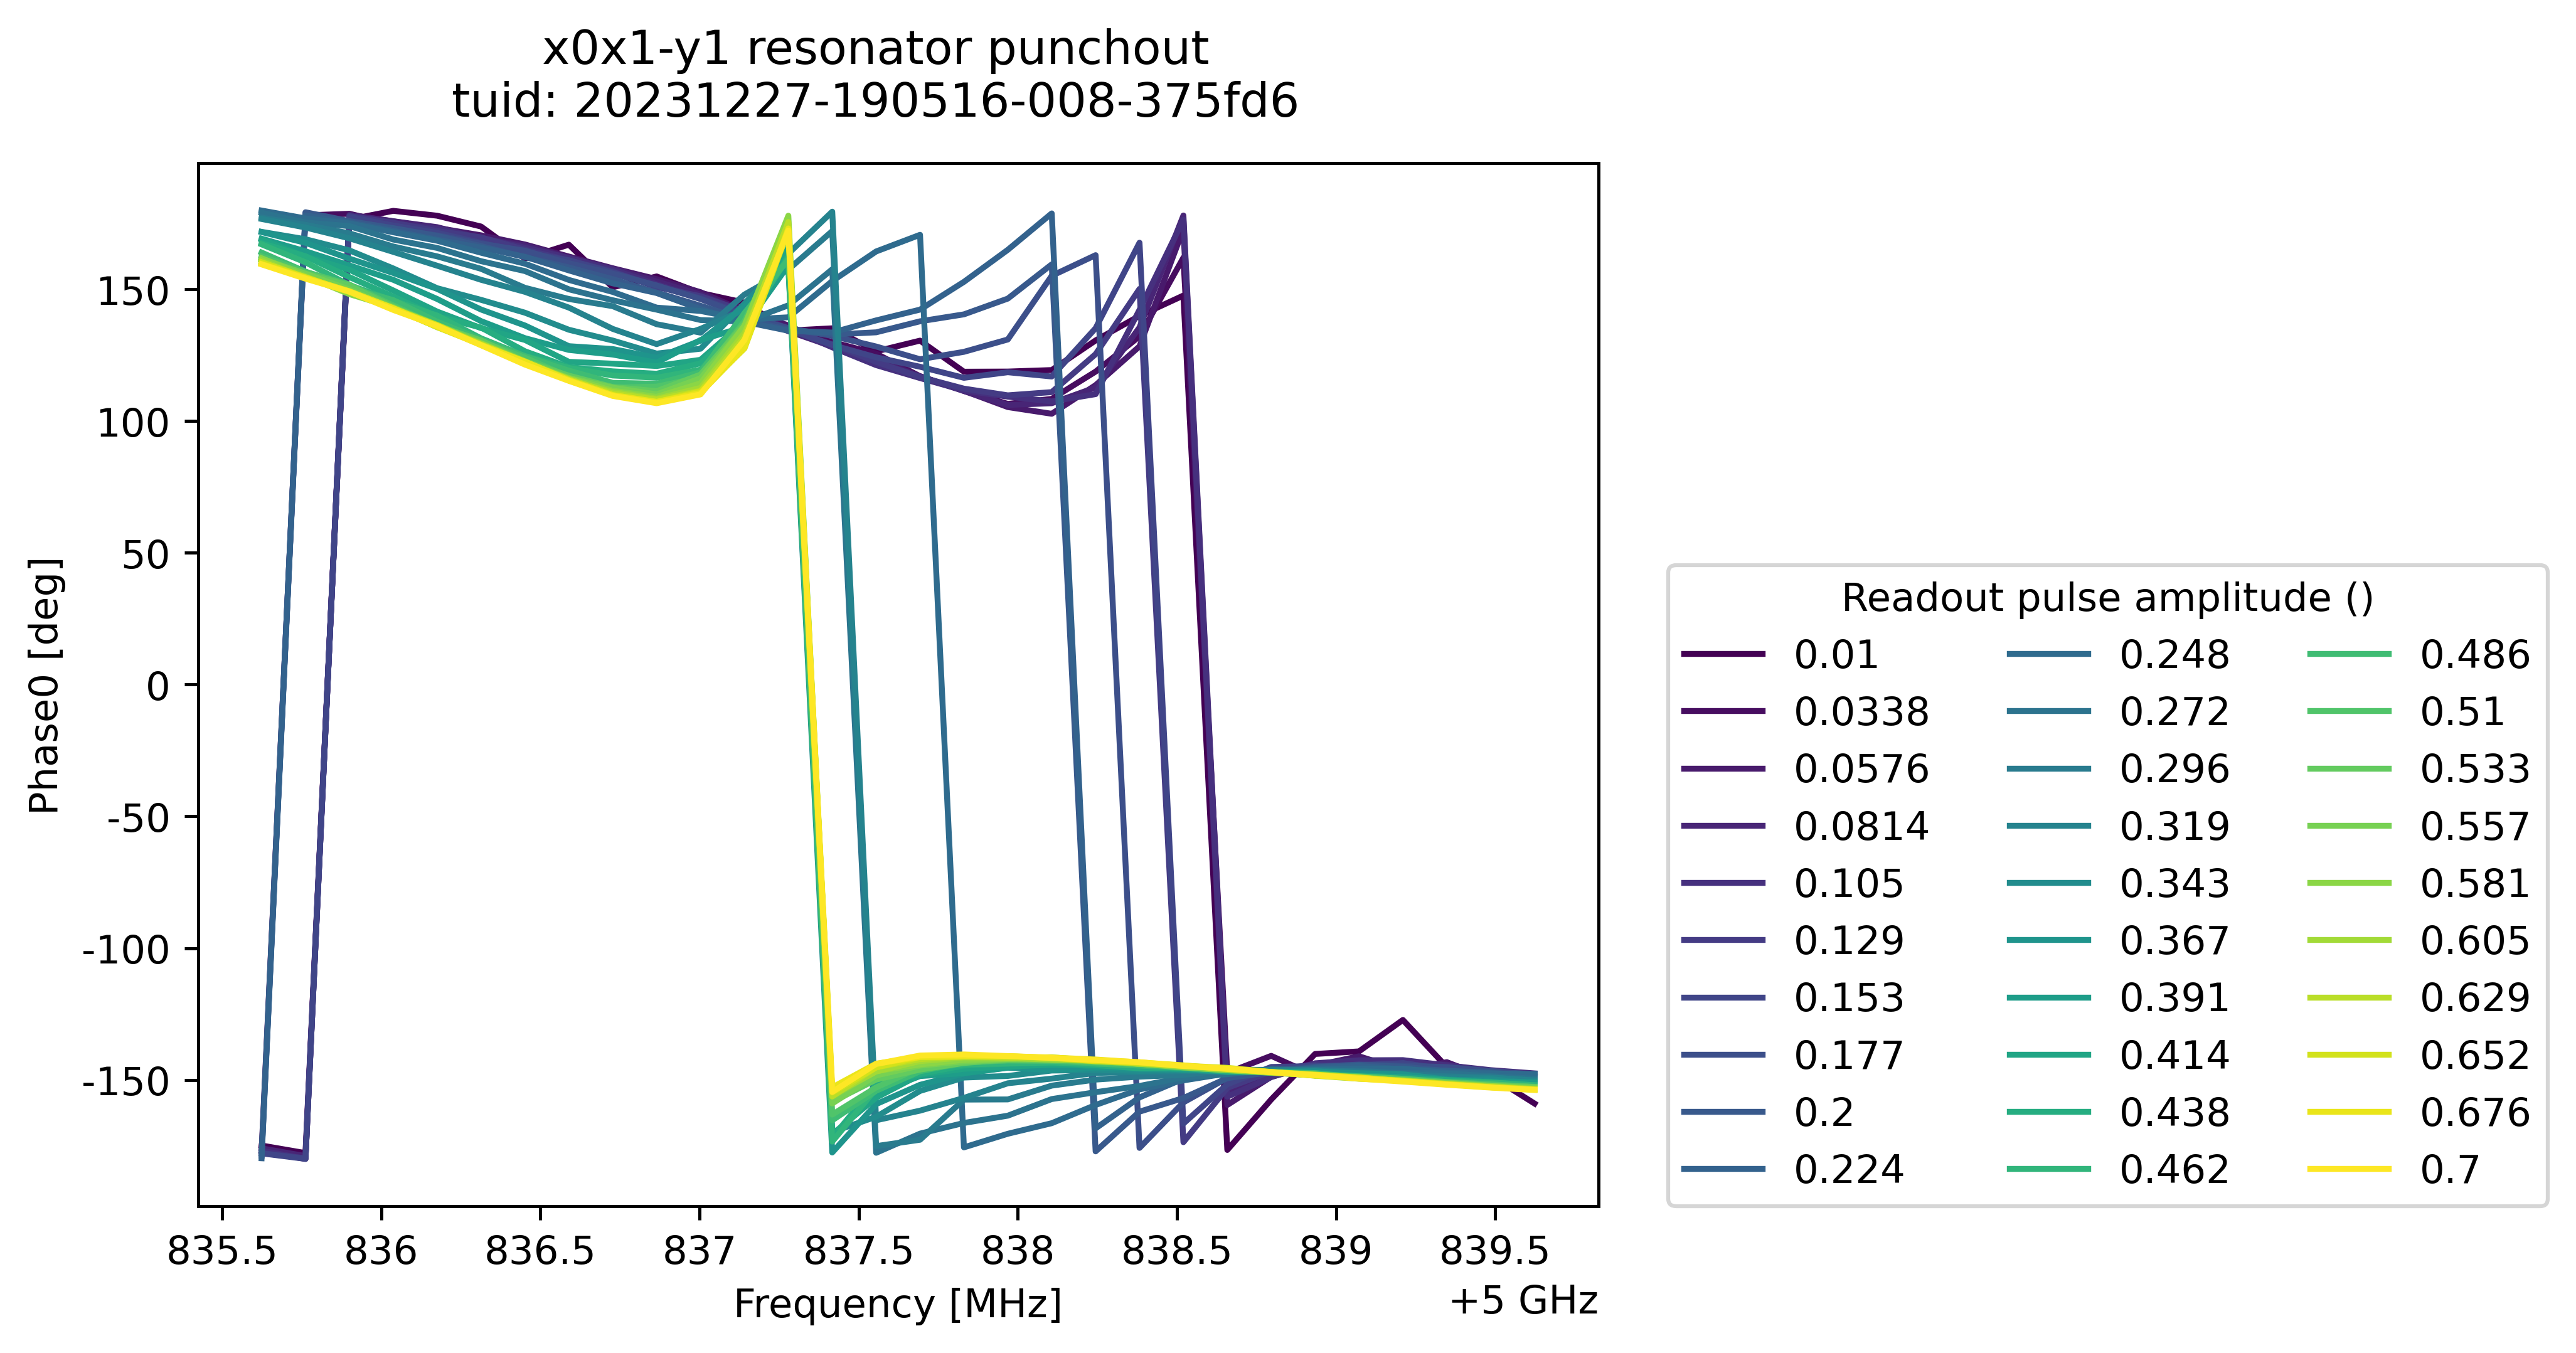 x0x1-y1 resonator punchout
tuid: 20231227-190516-008-375fd6
Phase0 [deg]
150
100
50
0
-50
-100
-150
835.5 836 836.5 837 837.5 838 838.5 839 839.5
Frequency [MHz]
+5 GHz
Readout pulse amplitude ()
0.01 0.248 0.486
0.0338 0.272 0.51
0.0576 0.296 0.533
0.0814 0.319 0.557
0.105 0.343 0.581
0.129 0.367 0.605
0.153 0.391 0.629
0.177 0.414 0.652
0.2 0.438 0.676
0.224 0.462 0.7